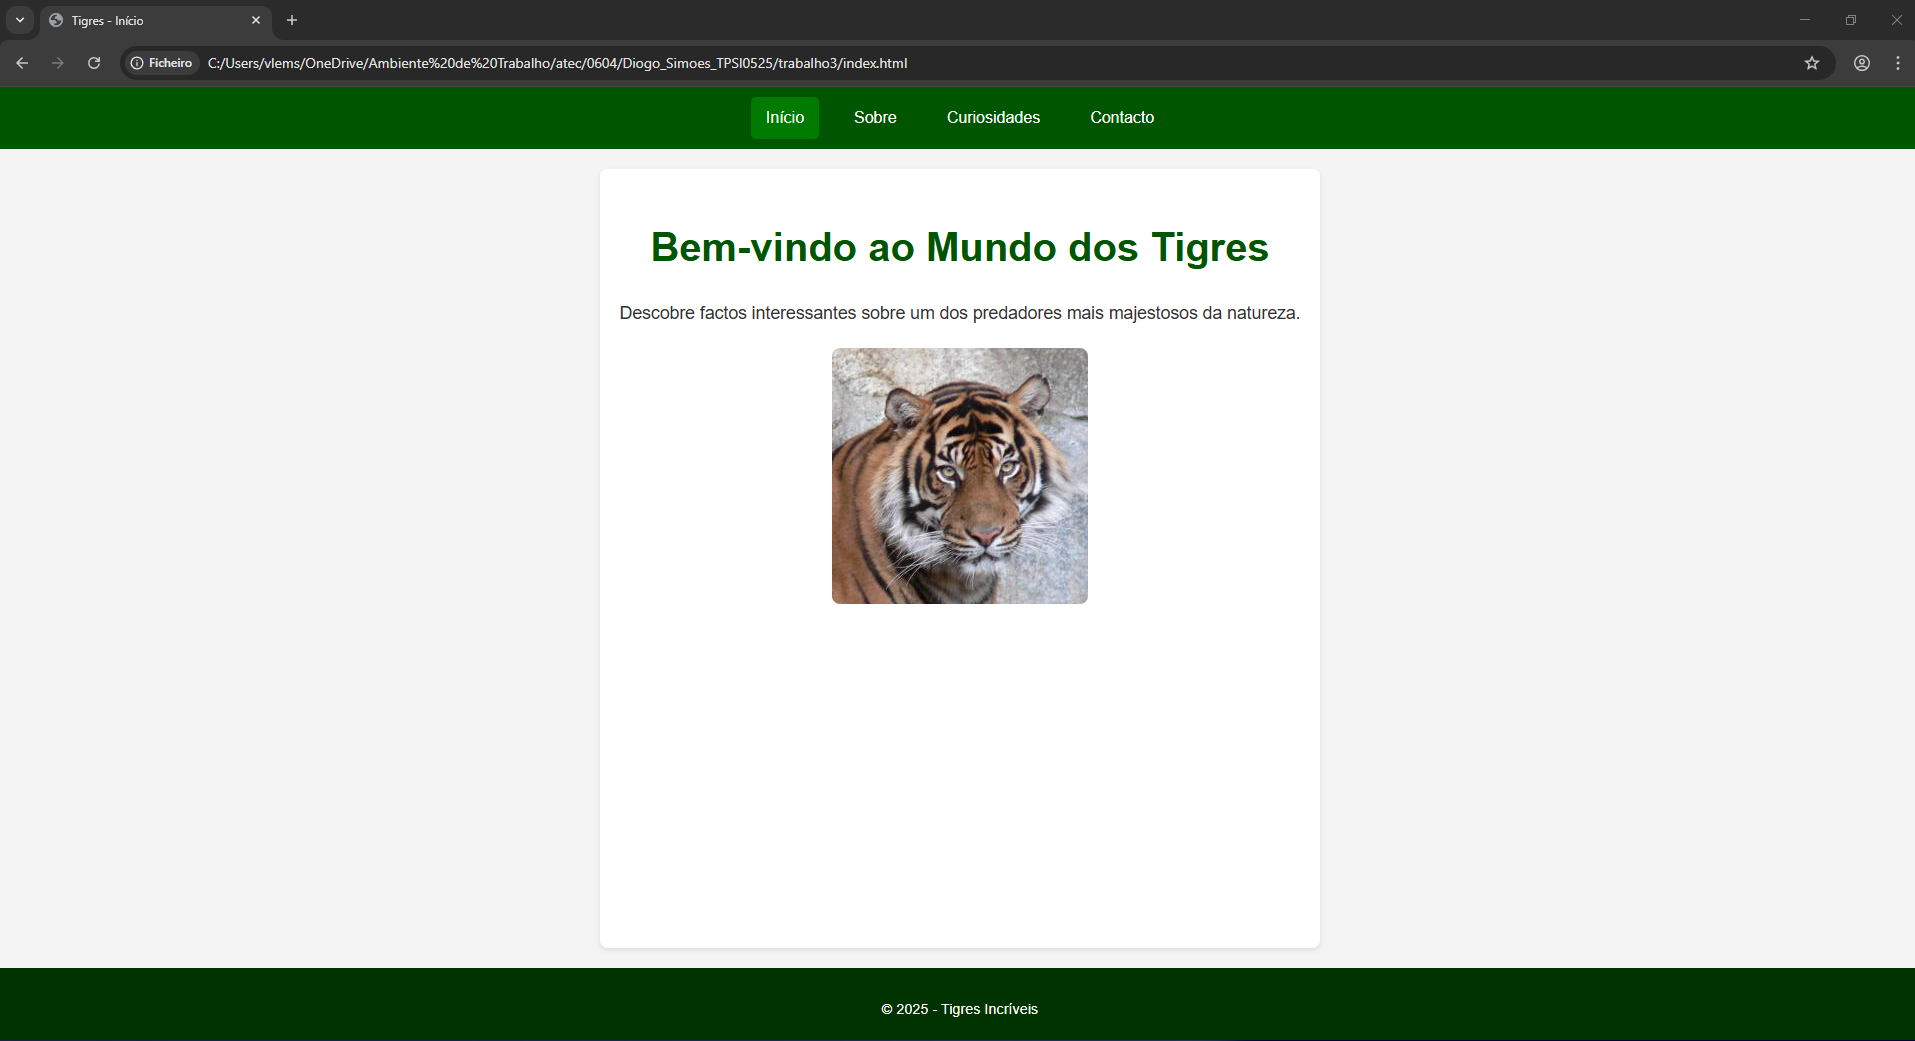 Tigres - Início
Ficheiro
C:/Users/vlems/OneDrive/Ambiente%20de%20Trabalho/atec/0604/Diogo_Simoes_TPSI0525/trabalho3/index.html
Início
Sobre
Curiosidades
Contacto
Bem-vindo ao Mundo dos Tigres
Descobre factos interessantes sobre um dos predadores mais majestosos da natureza.
© 2025 - Tigres Incríveis